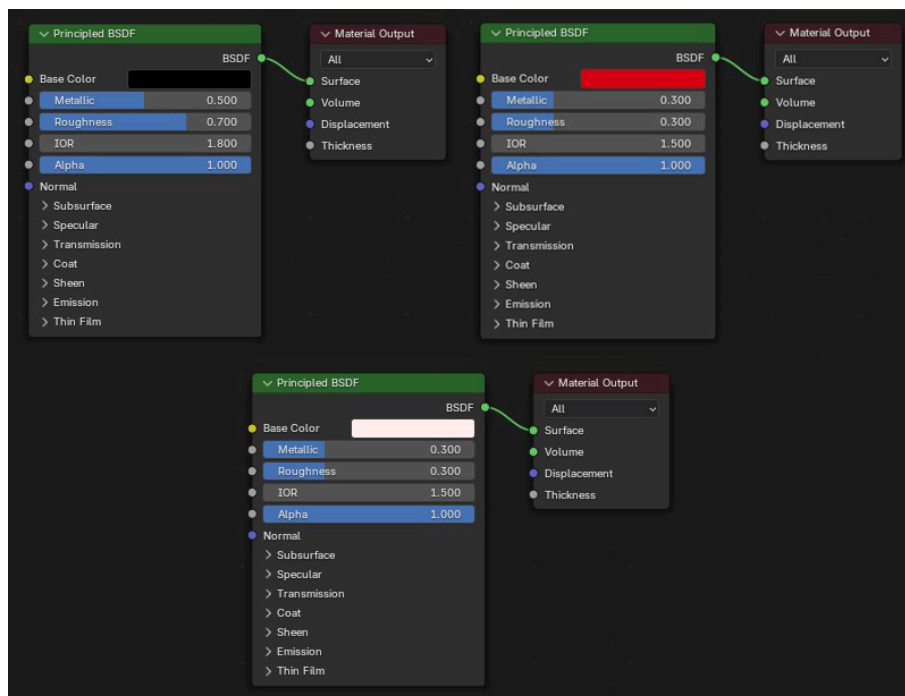 Principled BSDF
BSDF
Base Color
Metallic 0.500
Roughness 0.700
IOR 1.800
Alpha 1.000
Normal
Subsurface
Specular
Transmission
Coat
Sheen
Emission
Thin Film
Material Output
All
Surface
Volume
Displacement
Thickness
Principled BSDF
BSDF
Base Color
Metallic 0.300
Roughness 0.300
IOR 1.500
Alpha 1.000
Normal
Subsurface
Specular
Transmission
Coat
Sheen
Emission
Thin Film
Material Output
All
Surface
Volume
Displacement
Thickness
Principled BSDF
BSDF
Base Color
Metallic 0.300
Roughness 0.300
IOR 1.500
Alpha 1.000
Normal
Subsurface
Specular
Transmission
Coat
Sheen
Emission
Thin Film
Material Output
All
Surface
Volume
Displacement
Thickness